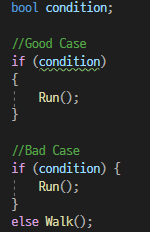 bool condition;
//Good Case
if (condition)
{
Run();
}
//Bad Case
if (condition) {
Run();
}
else Walk();